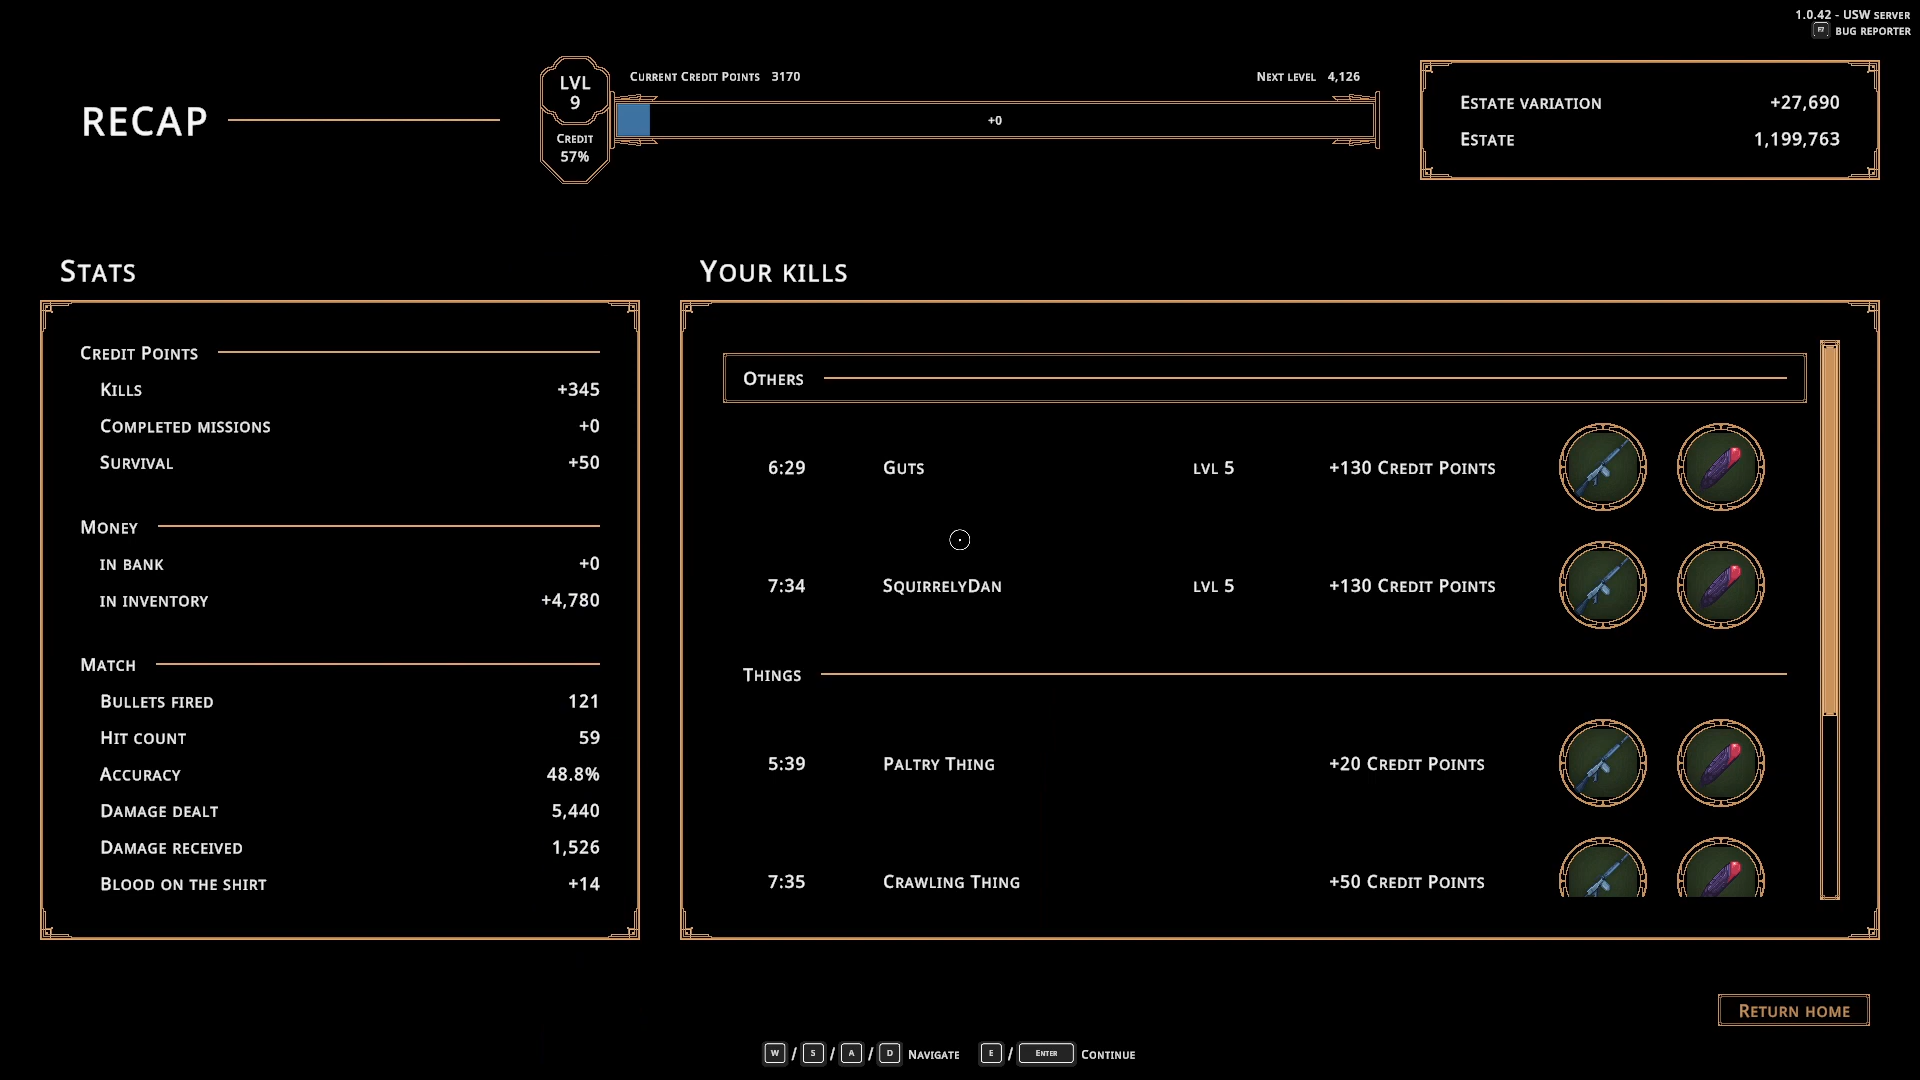 1.0.42 - USW SERVER
F7 BUG REPORTER
RECAP
LVL
9
CREDIT
57%
CURRENT CREDIT POINTS 3170
NEXT LEVEL 4,126
+0
ESTATE VARIATION +27,690
ESTATE 1,199,763
STATS
CREDIT POINTS
KILLS +345
COMPLETED MISSIONS +0
SURVIVAL +50
MONEY
IN BANK +0
IN INVENTORY +4,780
MATCH
BULLETS FIRED 121
HIT COUNT 59
ACCURACY 48.8%
DAMAGE DEALT 5,440
DAMAGE RECEIVED 1,526
BLOOD ON THE SHIRT +14
YOUR KILLS
OTHERS
6:29 GUTS LVL 5 +130 CREDIT POINTS
7:34 SQUIRRELYDAN LVL 5 +130 CREDIT POINTS
THINGS
5:39 PALTRY THING +20 CREDIT POINTS
7:35 CRAWLING THING +50 CREDIT POINTS
RETURN HOME
W / S / A / D NAVIGATE E / ENTER CONTINUE